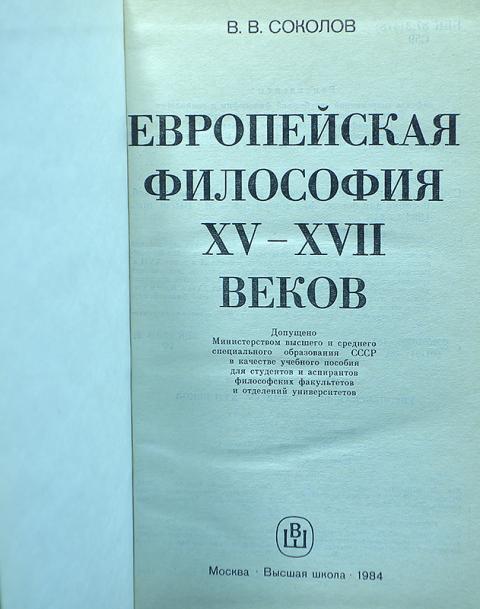 В. В. СОКОЛОВ
ЕВРОПЕЙСКАЯ
ФИЛОСОФИЯ
XV – XVII
ВЕКОВ
Допущено
Министерством высшего и среднего
специального образования СССР
в качестве учебного пособия
для студентов и аспирантов
философских факультетов
и отделений университетов
В
Ш
Москва · Высшая школа · 1984